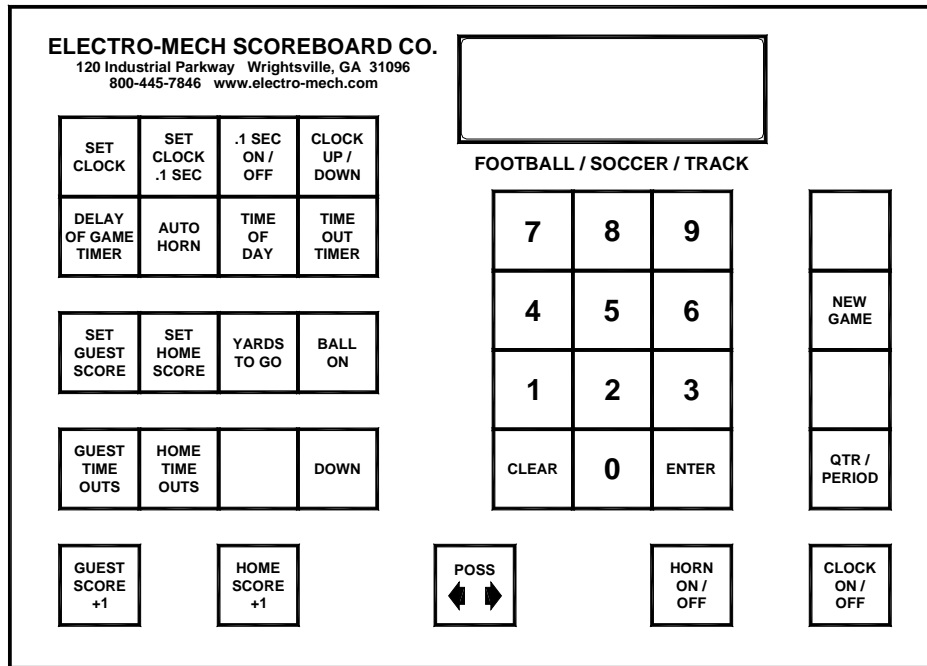 ELECTRO-MECH SCOREBOARD CO.
120 Industrial Parkway Wrightsville, GA 31096
800-445-7846 www.electro-mech.com
SET
CLOCK
SET
CLOCK
.1 SEC
.1 SEC
ON /
OFF
CLOCK
UP /
DOWN
DELAY
OF GAME
TIMER
AUTO
HORN
TIME
OF
DAY
TIME
OUT
TIMER
SET
GUEST
SCORE
SET
HOME
SCORE
YARDS
TO GO
BALL
ON
GUEST
TIME
OUTS
HOME
TIME
OUTS
DOWN
GUEST
SCORE
+1
HOME
SCORE
+1
FOOTBALL / SOCCER / TRACK
7
8
9
4
5
6
1
2
3
CLEAR
0
ENTER
NEW
GAME
QTR /
PERIOD
POSS
HORN
ON /
OFF
CLOCK
ON /
OFF